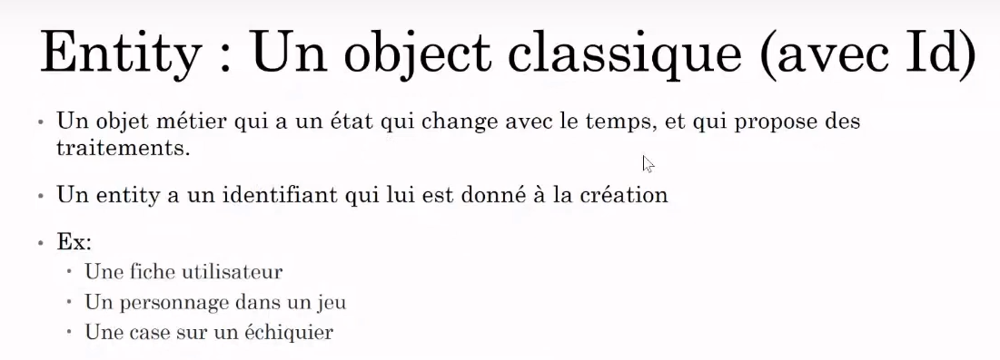 Entity : Un object classique (avec Id)
• Un objet métier qui a un état qui change avec le temps, et qui propose des
traitements.
• Un entity a un identifiant qui lui est donné à la création
• Ex:
• Une fiche utilisateur
• Un personnage dans un jeu
• Une case sur un échiquier